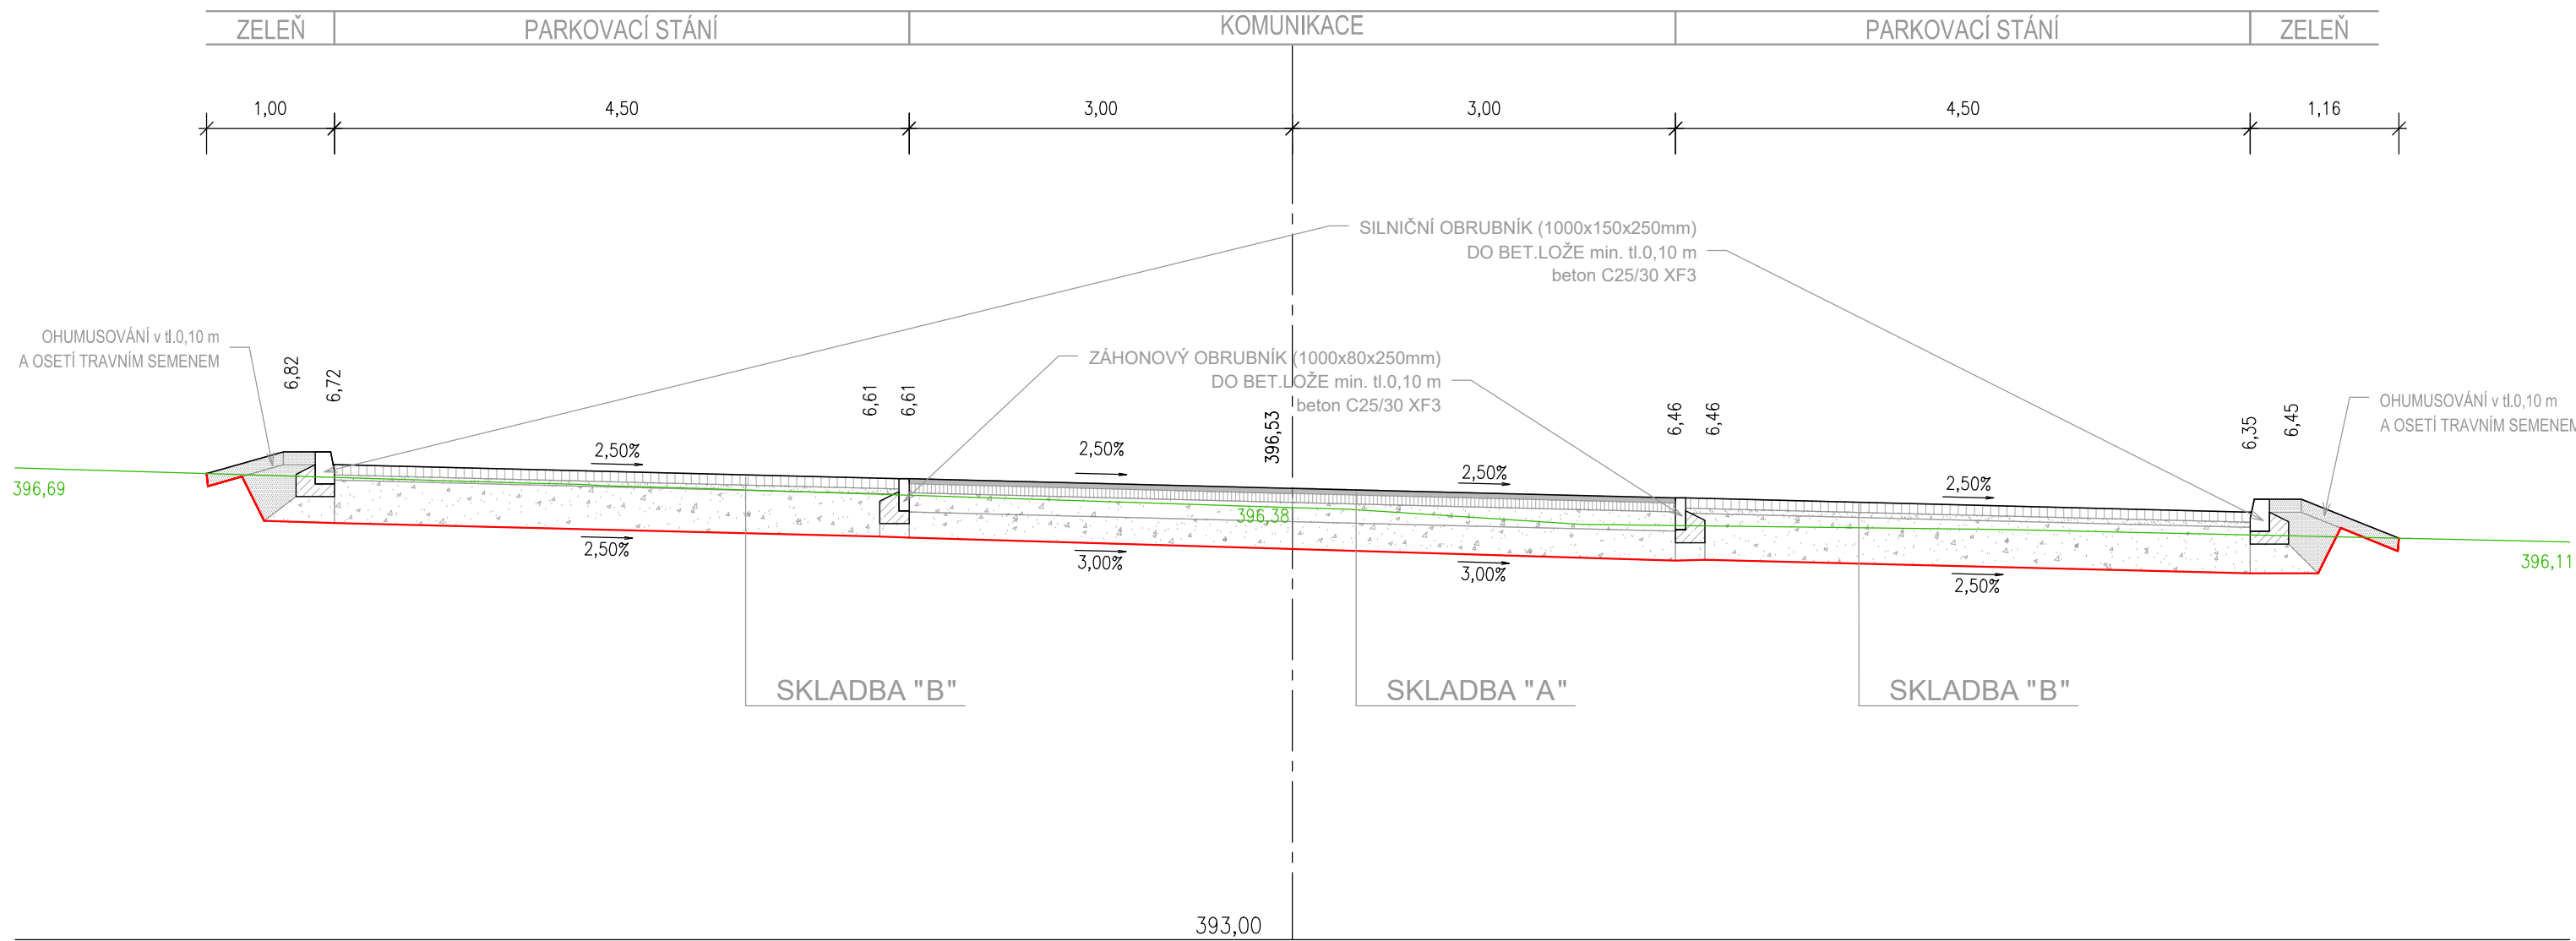 ZELEŇ
PARKOVACÍ STÁNÍ
KOMUNIKACE
PARKOVACÍ STÁNÍ
ZELEŇ
1,00
4,50
3,00
3,00
4,50
1,16
SILNIČNÍ OBRUBNÍK (1000x150x250mm)
DO BET.LOŽE min. tl.0,10 m
beton C25/30 XF3
OHUMUSOVÁNÍ v tl.0,10 m
A OSETÍ TRAVNÍM SEMENEM
ZÁHONOVÝ OBRUBNÍK (1000x80x250mm)
DO BET.LOŽE min. tl.0,10 m
beton C25/30 XF3
OHUMUSOVÁNÍ v tl.0,10 m
A OSETÍ TRAVNÍM SEMENEM
6,82
6,72
6,61
6,61
396,53
6,46
6,46
6,35
6,45
2,50%
2,50%
2,50%
2,50%
396,69
396,38
396,11
2,50%
3,00%
3,00%
2,50%
SKLADBA "B"
SKLADBA "A"
SKLADBA "B"
393,00